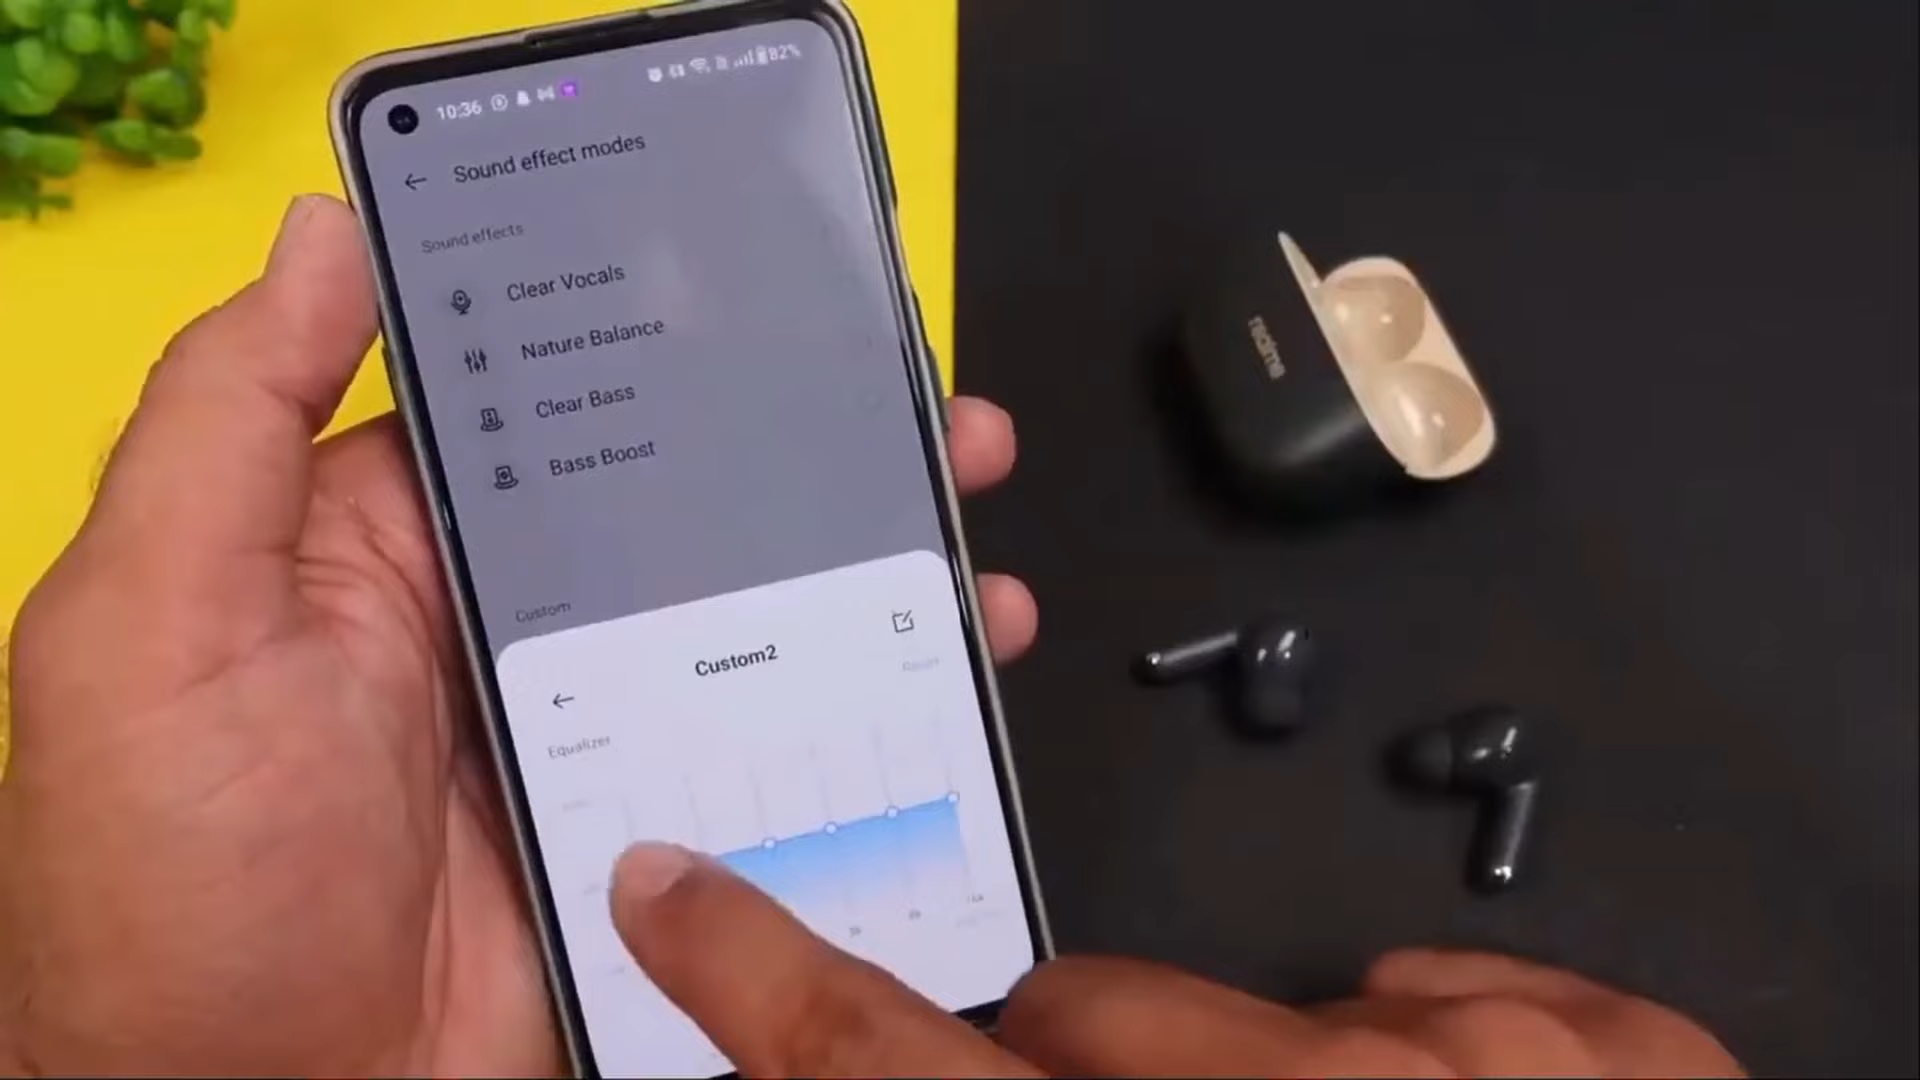 10:36
82%
Sound effect modes
Sound effects
Clear Vocals
Nature Balance
Clear Bass
Bass Boost
Custom
Custom2
Equalizer
realme